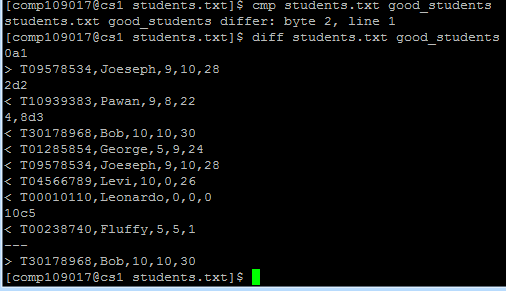 [comp109017@cs1 students.txt]$ cmp students.txt good_students
students.txt good_students differ: byte 2, line 1
[comp109017@cs1 students.txt]$ diff students.txt good_students
0a1
> T09578534,Joeseph,9,10,28
2d2
< T10939383,Pawan,9,8,22
4,8d3
< T30178968,Bob,10,10,30
< T01285854,George,5,9,24
< T09578534,Joeseph,9,10,28
< T04566789,Levi,10,0,26
< T00010110,Leonardo,0,0,0
10c5
< T00238740,Fluffy,5,5,1
---
> T30178968,Bob,10,10,30
[comp109017@cs1 students.txt]$